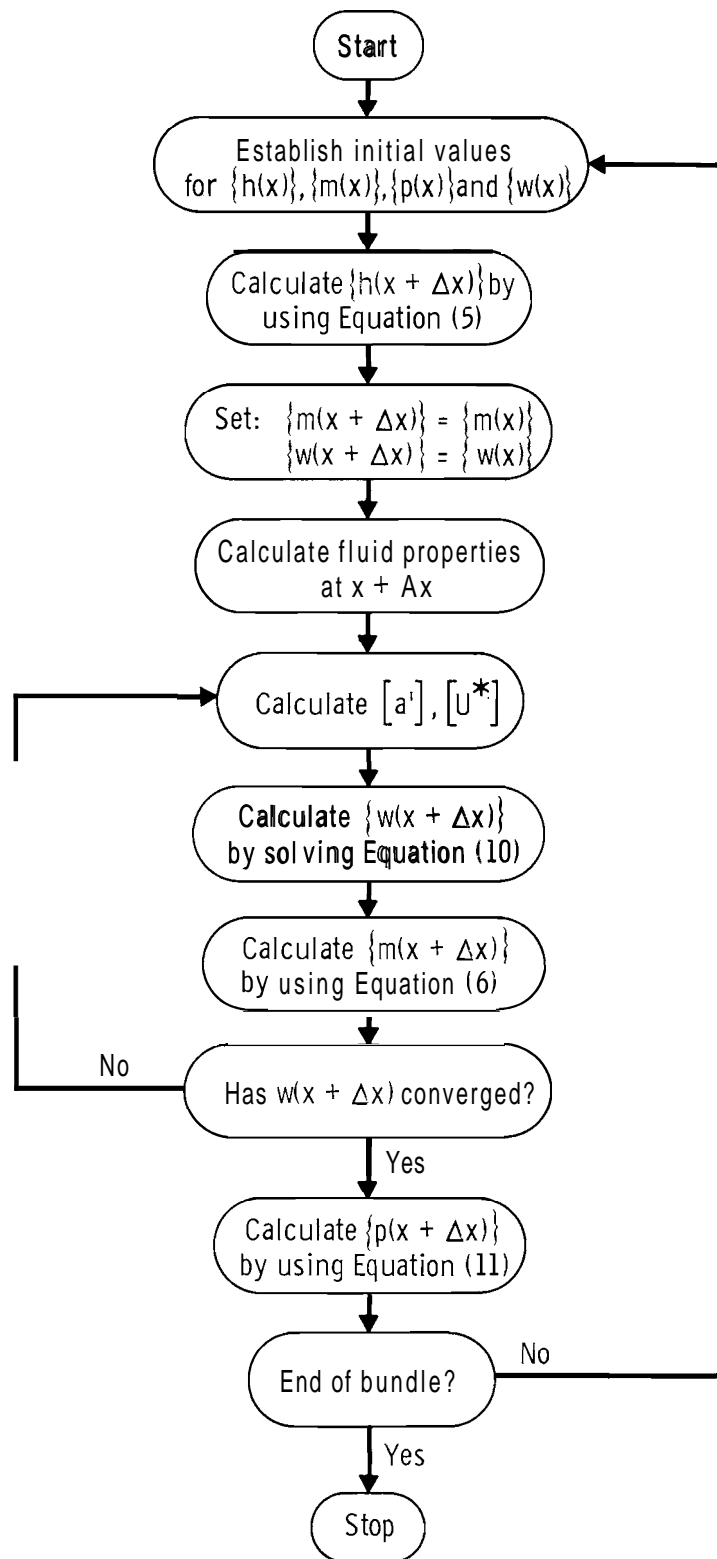 Start
Establish initial values
for {h(x)}, {m(x)}, {p(x)} and {w(x)}
Calculate {h(x + Δx)} by
using Equation (5)
Set: {m(x + Δx)} = {m(x)}
{w(x + Δx)} = {w(x)}
Calculate fluid properties
at x + Ax
Calculate [a'], [U*]
Calculate {w(x + Δx)}
by solving Equation (10)
Calculate {m(x + Δx)}
by using Equation (6)
No
Has w(x + Δx) converged?
Yes
Calculate {p(x + Δx)}
by using Equation (11)
No
End of bundle?
Yes
Stop